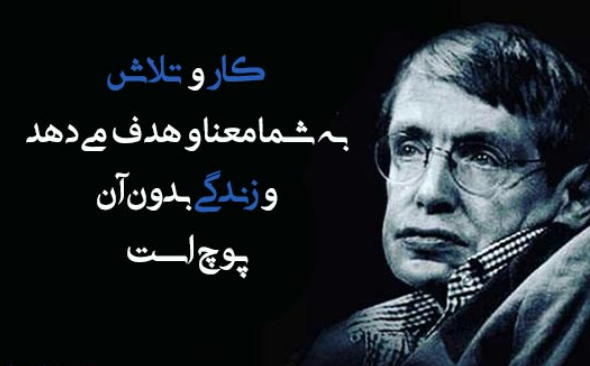 کار و تلاش
به شما معنا و هدف می دهد
و زندگی بدون آن
پوچ است